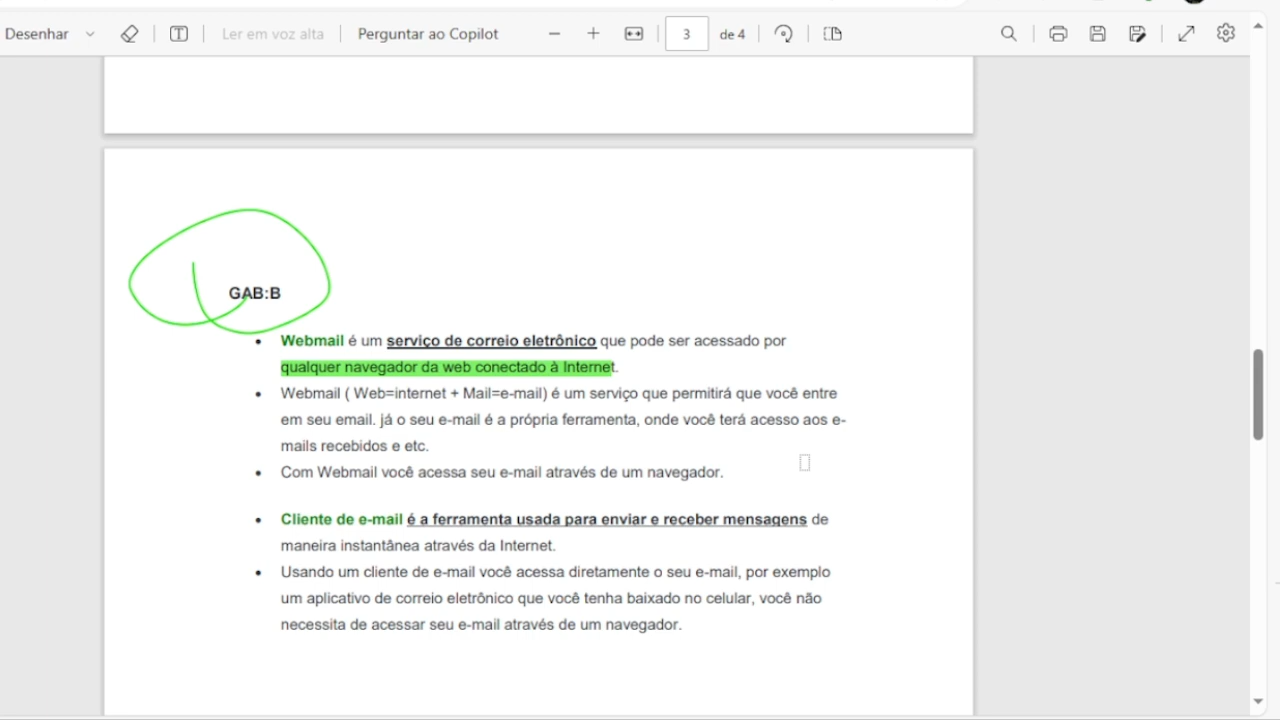 Desenhar Ler em voz alta Perguntar ao Copilot 3 de 4
GAB:B
• Webmail é um serviço de correio eletrônico que pode ser acessado por
qualquer navegador da web conectado à Internet.
• Webmail ( Web=internet + Mail=e-mail) é um serviço que permitirá que você entre
em seu email. já o seu e-mail é a própria ferramenta, onde você terá acesso aos e-
mails recebidos e etc.
• Com Webmail você acessa seu e-mail através de um navegador.
• Cliente de e-mail é a ferramenta usada para enviar e receber mensagens de
maneira instantânea através da Internet.
• Usando um cliente de e-mail você acessa diretamente o seu e-mail, por exemplo
um aplicativo de correio eletrônico que você tenha baixado no celular, você não
necessita de acessar seu e-mail através de um navegador.